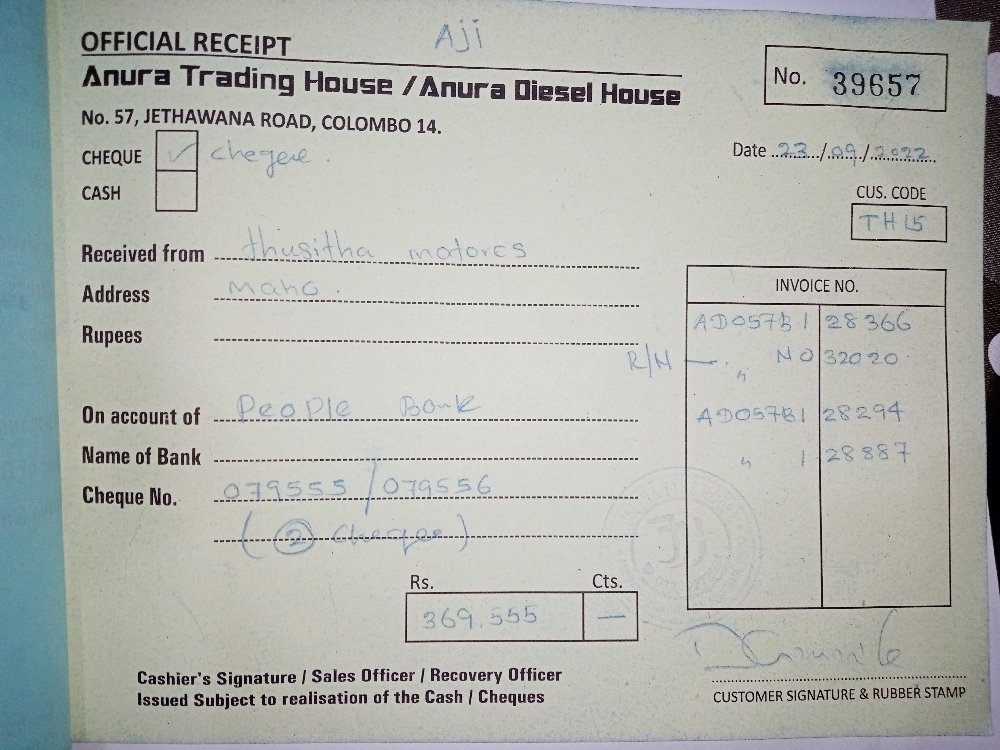 Aji
OFFICIAL RECEIPT
Anura Trading House / Anura Diesel House
No. 39657
No. 57, JETHAWANA ROAD, COLOMBO 14.
CHEQUE ✓ cheqee.
Date 23/09/2022
CASH
CUS. CODE
TH15
Received from thusitha motorcs
Address maho.
Rupees
INVOICE NO.
AD057B1 28366
R/N — . " NO 32020
On account of People Bank
AD057B1 28294
Name of Bank
" 1 28887
Cheque No. 079555 / 079556
(2 cheqee)
Rs. Cts.
369.555 —
Cashier's Signature / Sales Officer / Recovery Officer
Issued Subject to realisation of the Cash / Cheques
CUSTOMER SIGNATURE & RUBBER STAMP